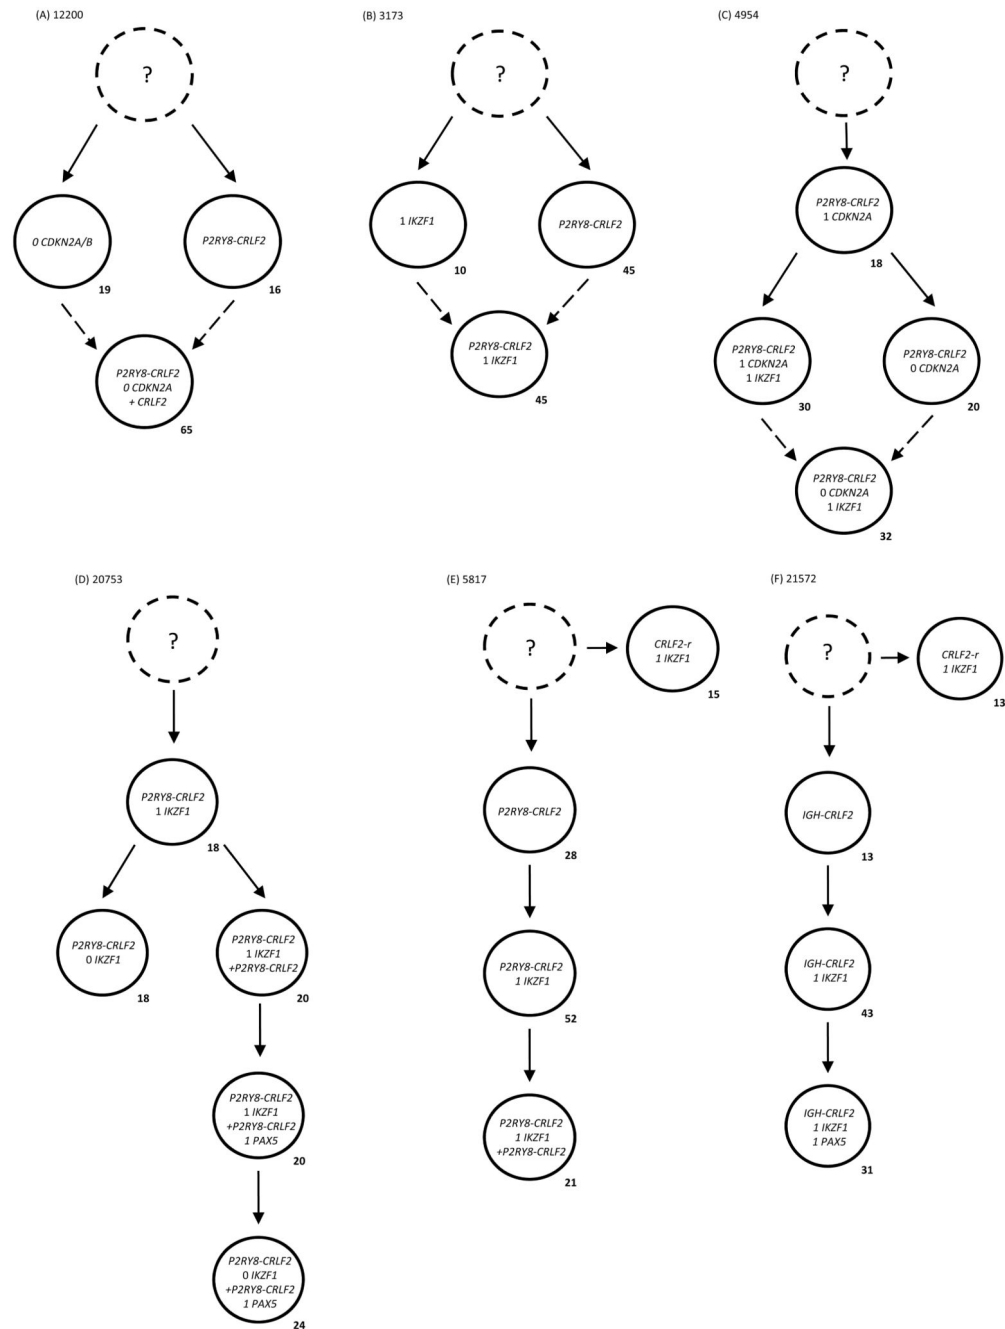 (A) 12200
?
0 CDKN2A/B
19
P2RY8-CRLF2
16
P2RY8-CRLF2
0 CDKN2A
+ CRLF2
65
(B) 3173
?
1 IKZF1
10
P2RY8-CRLF2
45
P2RY8-CRLF2
1 IKZF1
45
(C) 4954
?
P2RY8-CRLF2
1 CDKN2A
18
P2RY8-CRLF2
1 CDKN2A
1 IKZF1
30
P2RY8-CRLF2
0 CDKN2A
20
P2RY8-CRLF2
0 CDKN2A
1 IKZF1
32
(D) 20753
?
P2RY8-CRLF2
1 IKZF1
18
P2RY8-CRLF2
0 IKZF1
18
P2RY8-CRLF2
1 IKZF1
+P2RY8-CRLF2
20
P2RY8-CRLF2
1 IKZF1
+P2RY8-CRLF2
1 PAX5
20
P2RY8-CRLF2
0 IKZF1
+P2RY8-CRLF2
1 PAX5
24
(E) 5817
?
CRLF2-r
1 IKZF1
15
P2RY8-CRLF2
28
P2RY8-CRLF2
1 IKZF1
52
P2RY8-CRLF2
1 IKZF1
+P2RY8-CRLF2
21
(F) 21572
?
CRLF2-r
1 IKZF1
13
IGH-CRLF2
13
IGH-CRLF2
1 IKZF1
43
IGH-CRLF2
1 IKZF1
1 PAX5
31